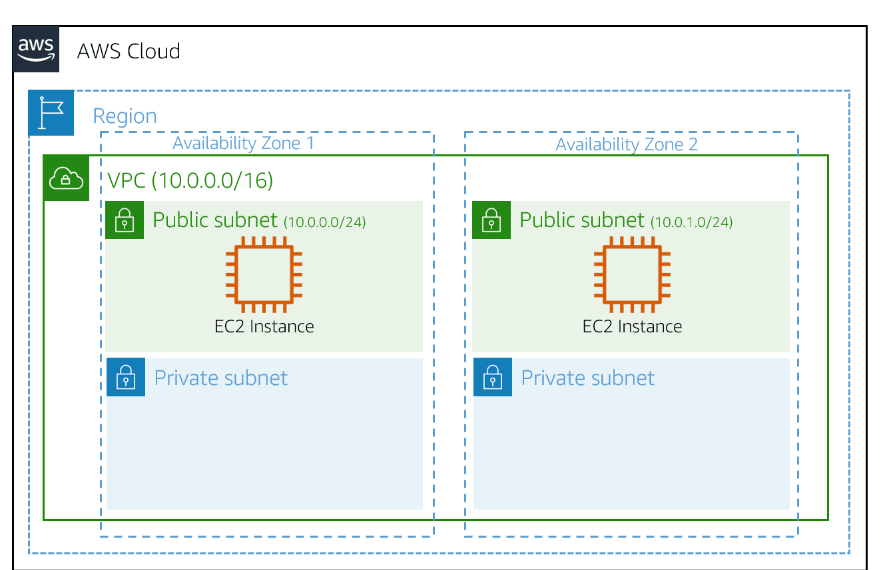 aws
AWS Cloud
Region
Availability Zone 1
Availability Zone 2
VPC (10.0.0.0/16)
Public subnet (10.0.0.0/24)
Public subnet (10.0.1.0/24)
EC2 Instance
EC2 Instance
Private subnet
Private subnet